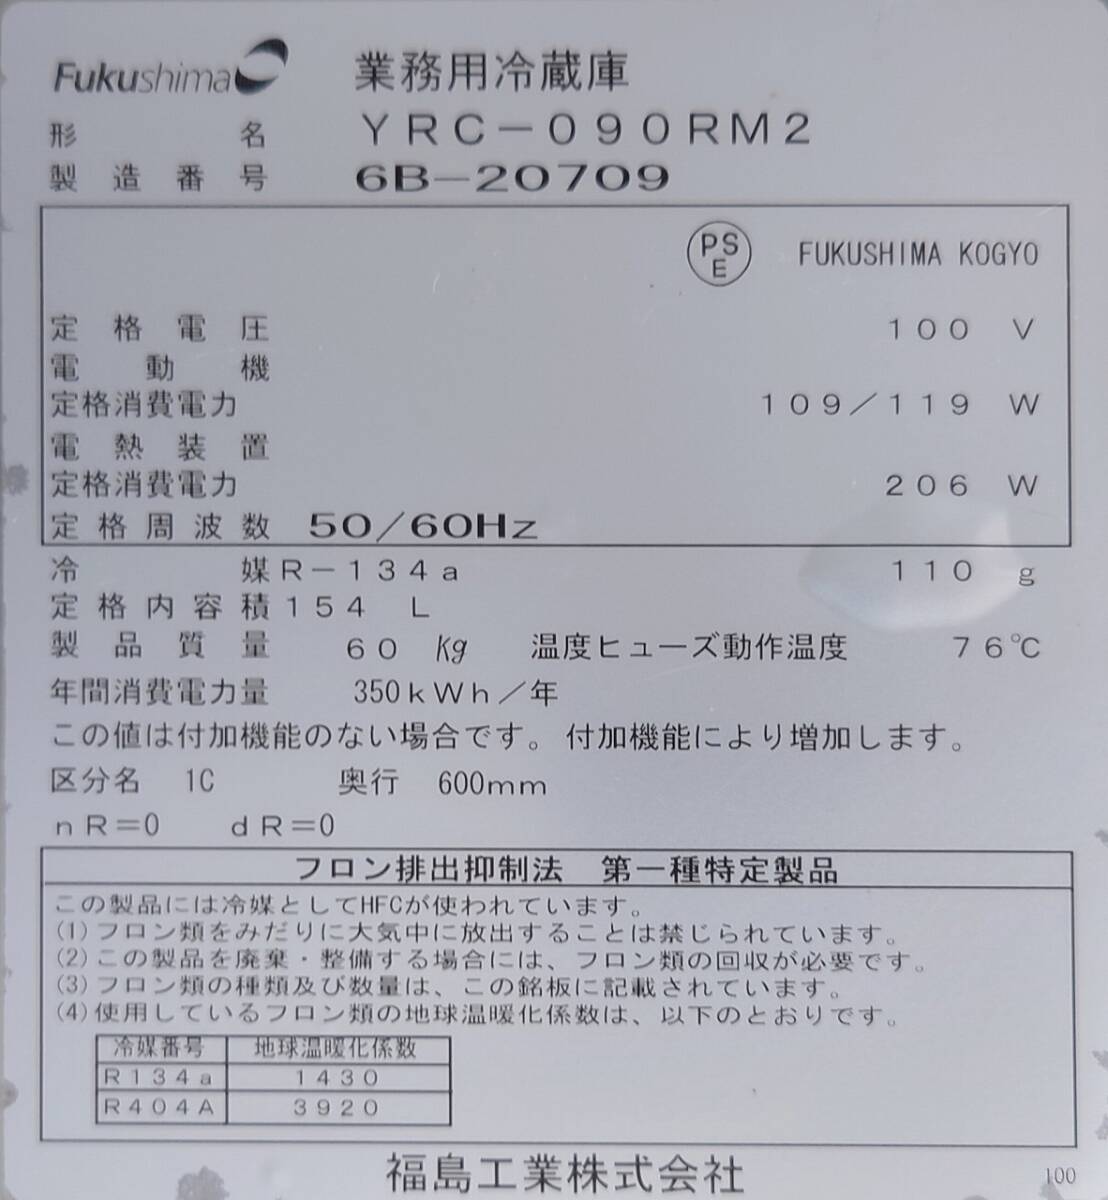 Fukushima 業務用冷蔵庫
形名 YRC-090RM2
製造番号 6B-20709
PSE FUKUSHIMA KOGYO
定格電圧 100 V
電動機
定格消費電力 109/119 W
電熱装置
定格消費電力 206 W
定格周波数 50/60Hz
冷媒 R-134a 110 g
定格内容積 154 L
製品質量 60 Kg 温度ヒューズ動作温度 76℃
年間消費電力量 350kWh/年
この値は付加機能のない場合です。付加機能により増加します。
区分名 1C 奥行 600mm
nR=0 dR=0
フロン排出抑制法 第一種特定製品
この製品には冷媒としてHFCが使われています。
(1)フロン類をみだりに大気中に放出することは禁じられています。
(2)この製品を廃棄・整備する場合には、フロン類の回収が必要です。
(3)フロン類の種類及び数量は、この銘板に記載されています。
(4)使用しているフロン類の地球温暖化係数は、以下のとおりです。
冷媒番号 地球温暖化係数
R134a 1430
R404A 3920
福島工業株式会社 100